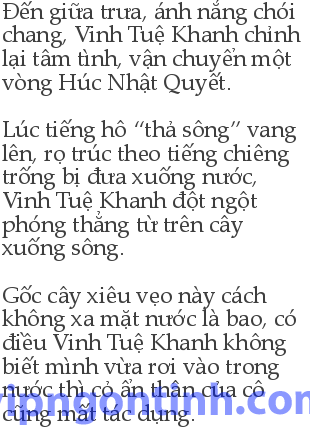 Đến giữa trưa, ánh nắng chói
chang, Vinh Tuệ Khanh chỉnh
lại tâm tình, vận chuyển một
vòng Húc Nhật Quyết.
Lúc tiếng hô “thả sông” vang
lên, rọ trúc theo tiếng chiêng
trống bị đưa xuống nước,
Vinh Tuệ Khanh đột ngột
phóng thẳng từ trên cây
xuống sông.
Gốc cây xiêu vẹo này cách
không xa mặt nước là bao, có
điều Vinh Tuệ Khanh không
biết mình vừa rơi vào trong
nước thì cỏ ẩn thân của cô
cũng mất tác dụng.
vipngontinh.com